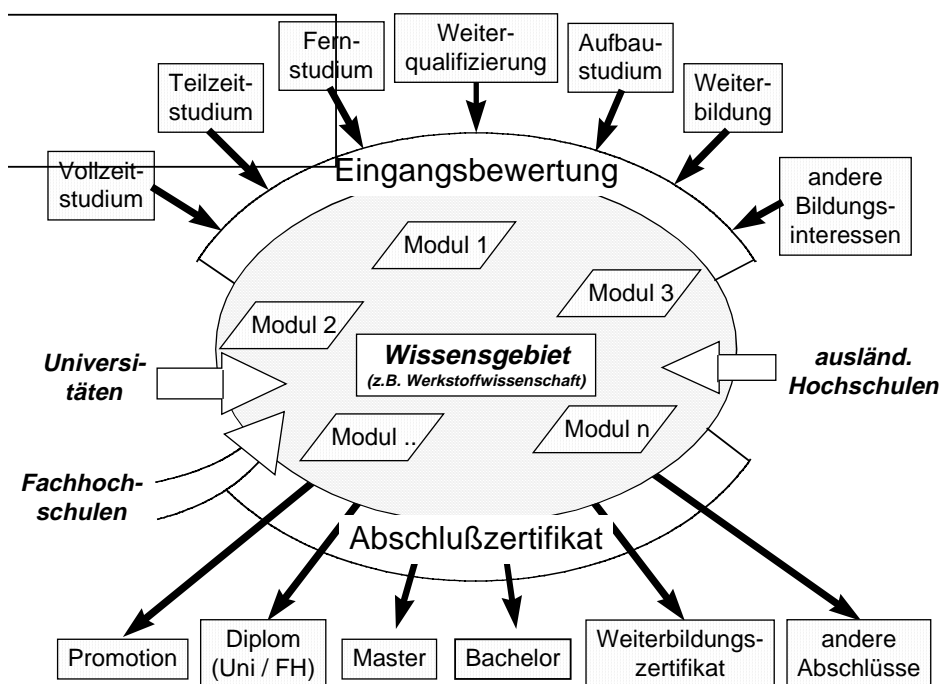 Vollzeit-
studium
Teilzeit-
studium
Fern-
studium
Weiter-
qualifizierung
Aufbau-
studium
Weiter-
bildung
andere
Bildungs-
interessen
Eingangsbewertung
Modul 1
Modul 2
Modul 3
Wissensgebiet
(z.B. Werkstoffwissenschaft)
Modul ..
Modul n
Universi-
täten
Fachhoch-
schulen
ausländ.
Hochschulen
Abschlußzertifikat
Promotion
Diplom
(Uni / FH)
Master
Bachelor
Weiterbildungs-
zertifikat
andere
Abschlüsse